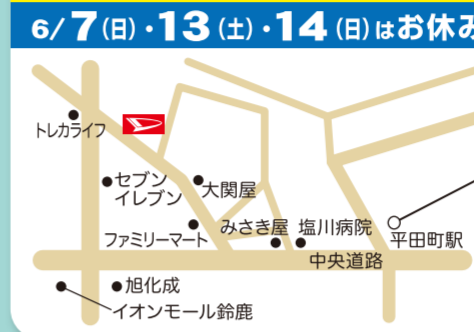 6/7(日)・13(土)・14(日)はお休み
トレカライフ
セブン
イレブン
大関屋
ファミリーマート
みさき屋
塩川病院
平田町駅
中央道路
旭化成
イオンモール鈴鹿